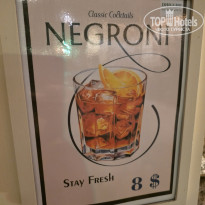 Classic Cocktails
NEGRONI
STAY FRESH
8 $
TOP Hotels